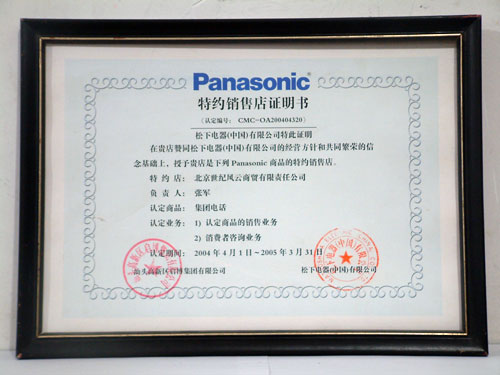 Panasonic
特约销售店证明书
(认定编号: CMC-OA200404320)
松下电器(中国)有限公司特此证明
在贵店赞同松下电器(中国)有限公司的经营方针和共同繁荣的信
念基础上，授予贵店是下列 Panasonic 商品的特约销售店。
特 约 店: 北京世纪风云商贸有限责任公司
负 责 人: 张军
认定商品: 集团电话
认定业务: 1) 认定商品的销售业务
2) 消费者咨询业务
认定期间: 2004 年 4 月 1 日~2005 年 3 月 31 日
集团有限公司
松下电器(中国)有限公司